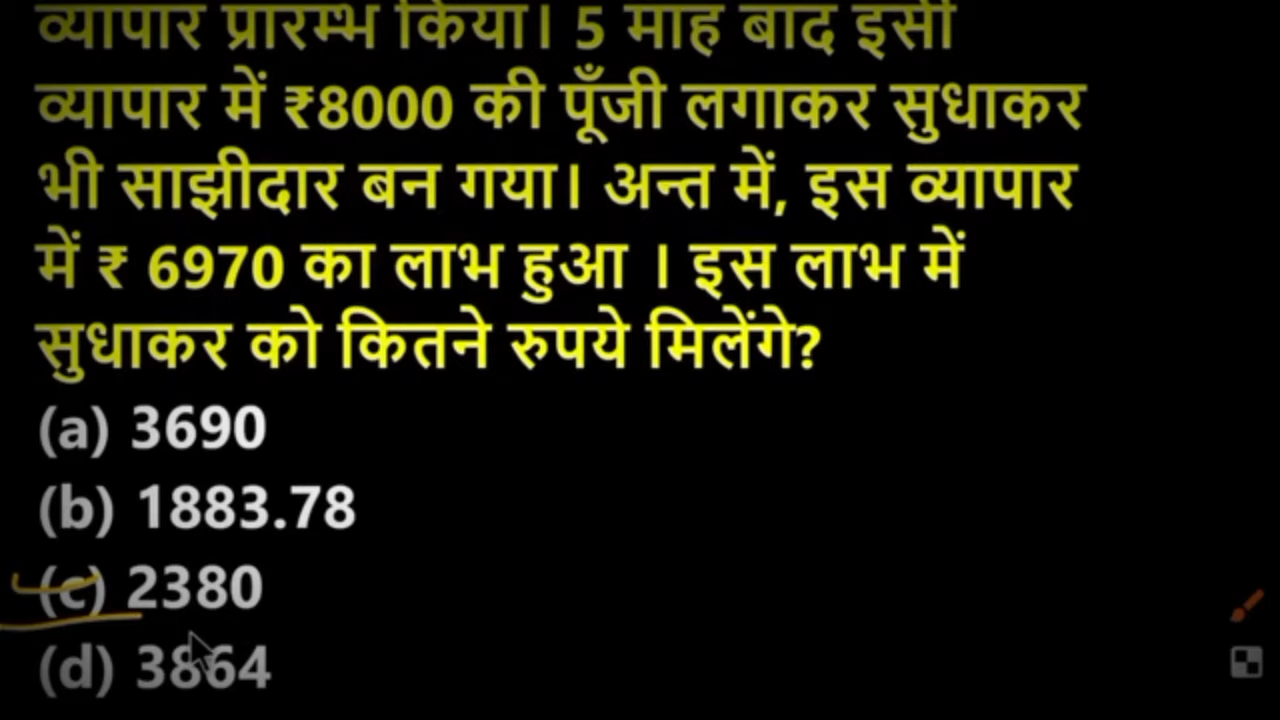 व्यापार प्रारम्भ किया। 5 माह बाद इसी
व्यापार में ₹8000 की पूँजी लगाकर सुधाकर
भी साझीदार बन गया। अन्त में, इस व्यापार
में ₹ 6970 का लाभ हुआ । इस लाभ में
सुधाकर को कितने रुपये मिलेंगे?
(a) 3690
(b) 1883.78
(c) 2380
(d) 3864